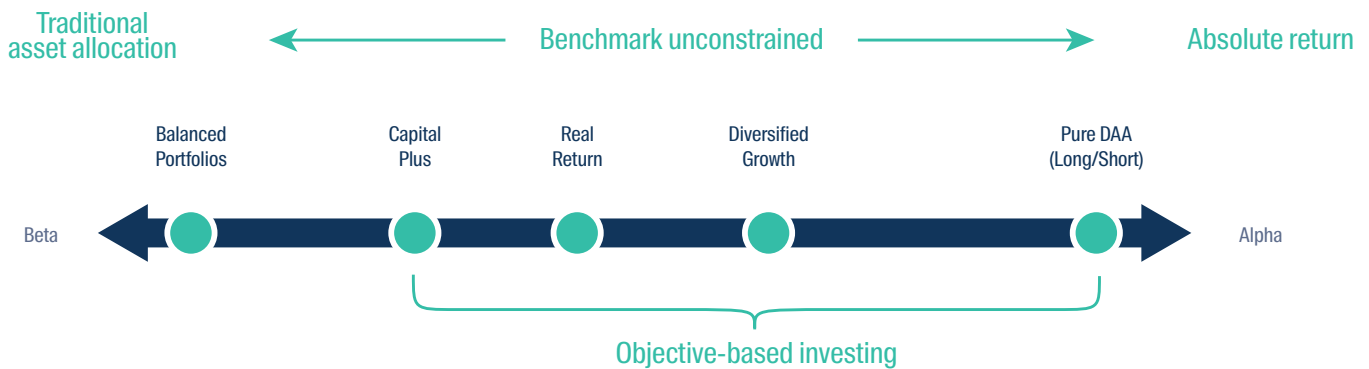 Traditional
asset allocation
Benchmark unconstrained
Absolute return
Balanced
Portfolios
Capital
Plus
Real
Return
Diversified
Growth
Pure DAA
(Long/Short)
Beta
Alpha
Objective-based investing